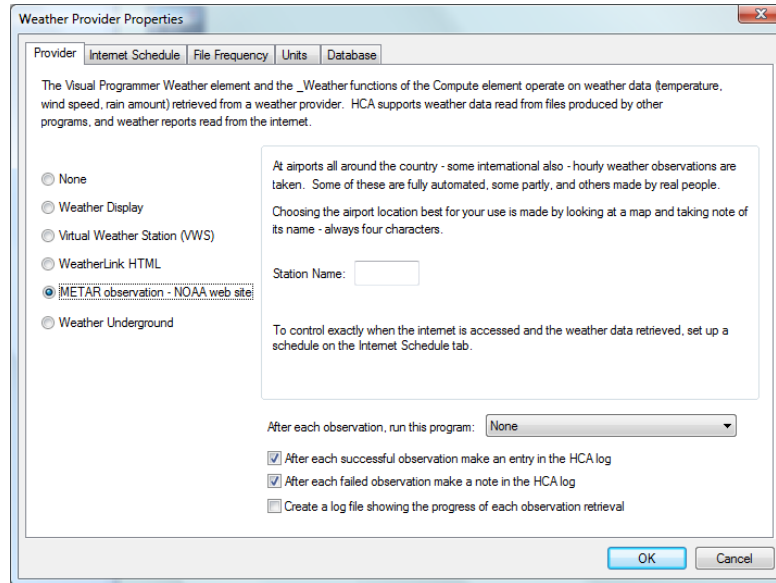 Weather Provider Properties
Provider Internet Schedule File Frequency Units Database
The Visual Programmer Weather element and the _Weather functions of the Compute element operate on weather data (temperature,
wind speed, rain amount) retrieved from a weather provider. HCA supports weather data read from files produced by other
programs, and weather reports read from the internet.
None
Weather Display
Virtual Weather Station (VWS)
WeatherLink HTML
METAR observation - NOAA web site
Weather Underground
At airports all around the country - some international also - hourly weather observations are
taken. Some of these are fully automated, some partly, and others made by real people.
Choosing the airport location best for your use is made by looking at a map and taking note of
its name - always four characters.
Station Name:
To control exactly when the internet is accessed and the weather data retrieved, set up a
schedule on the Internet Schedule tab.
After each observation, run this program: None
After each successful observation make an entry in the HCA log
After each failed observation make a note in the HCA log
Create a log file showing the progress of each observation retrieval
OK Cancel